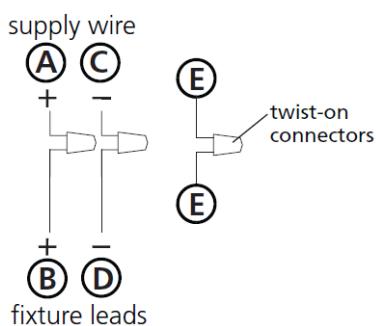 supply wire
A C
+ −
E
twist-on
connectors
E
+ −
B D
fixture leads